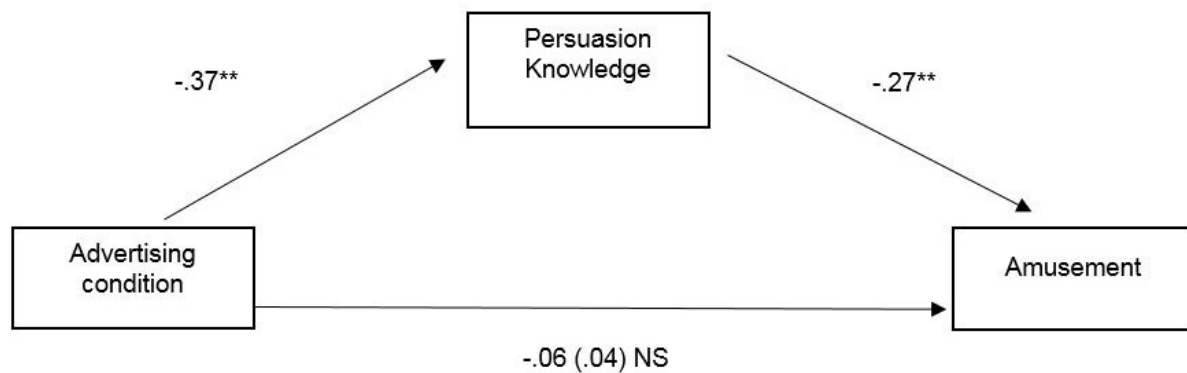 Persuasion
Knowledge
-.37**
-.27**
Advertising
condition
Amusement
-.06 (.04) NS